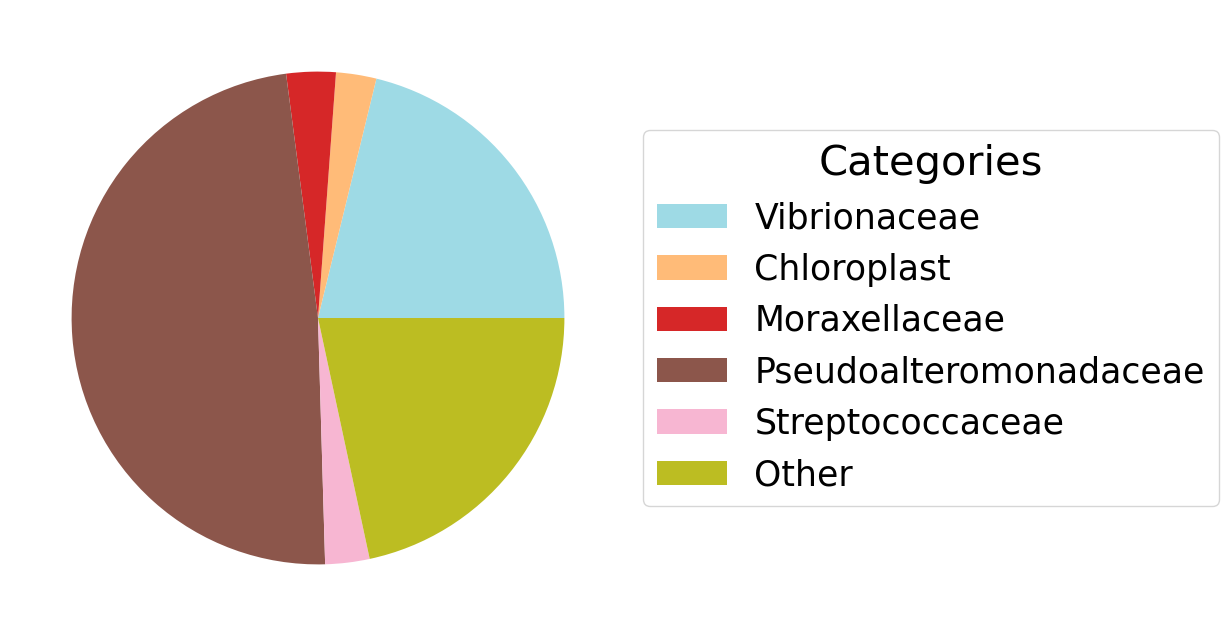 Categories
Vibrionaceae
Chloroplast
Moraxellaceae
Pseudoalteromonadaceae
Streptococcaceae
Other